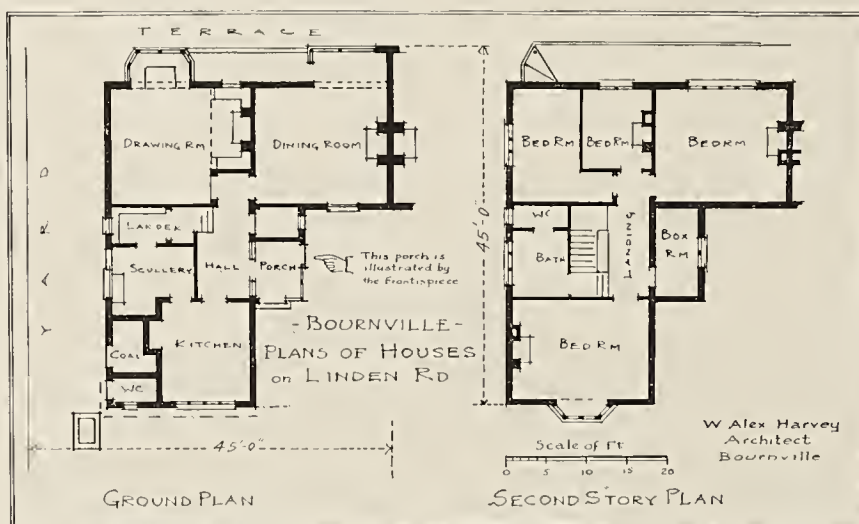 TERRACE
DRAWING RM
DINING ROOM
YARD
LARDER
SCULLERY
HALL
PORCH
This porch is
illustrated by
the Frontispiece
COAL
KITCHEN
WC
- BOURNVILLE -
PLANS OF HOUSES
on LINDEN RD
45'-0"
45'-0"
GROUND PLAN
BED RM
BED RM
BED RM
WC
BATH
LANDING
BOX
RM
BED RM
Scale of Ft
0 5 10 15 20
W Alex Harvey
Architect
Bournville
SECOND STORY PLAN